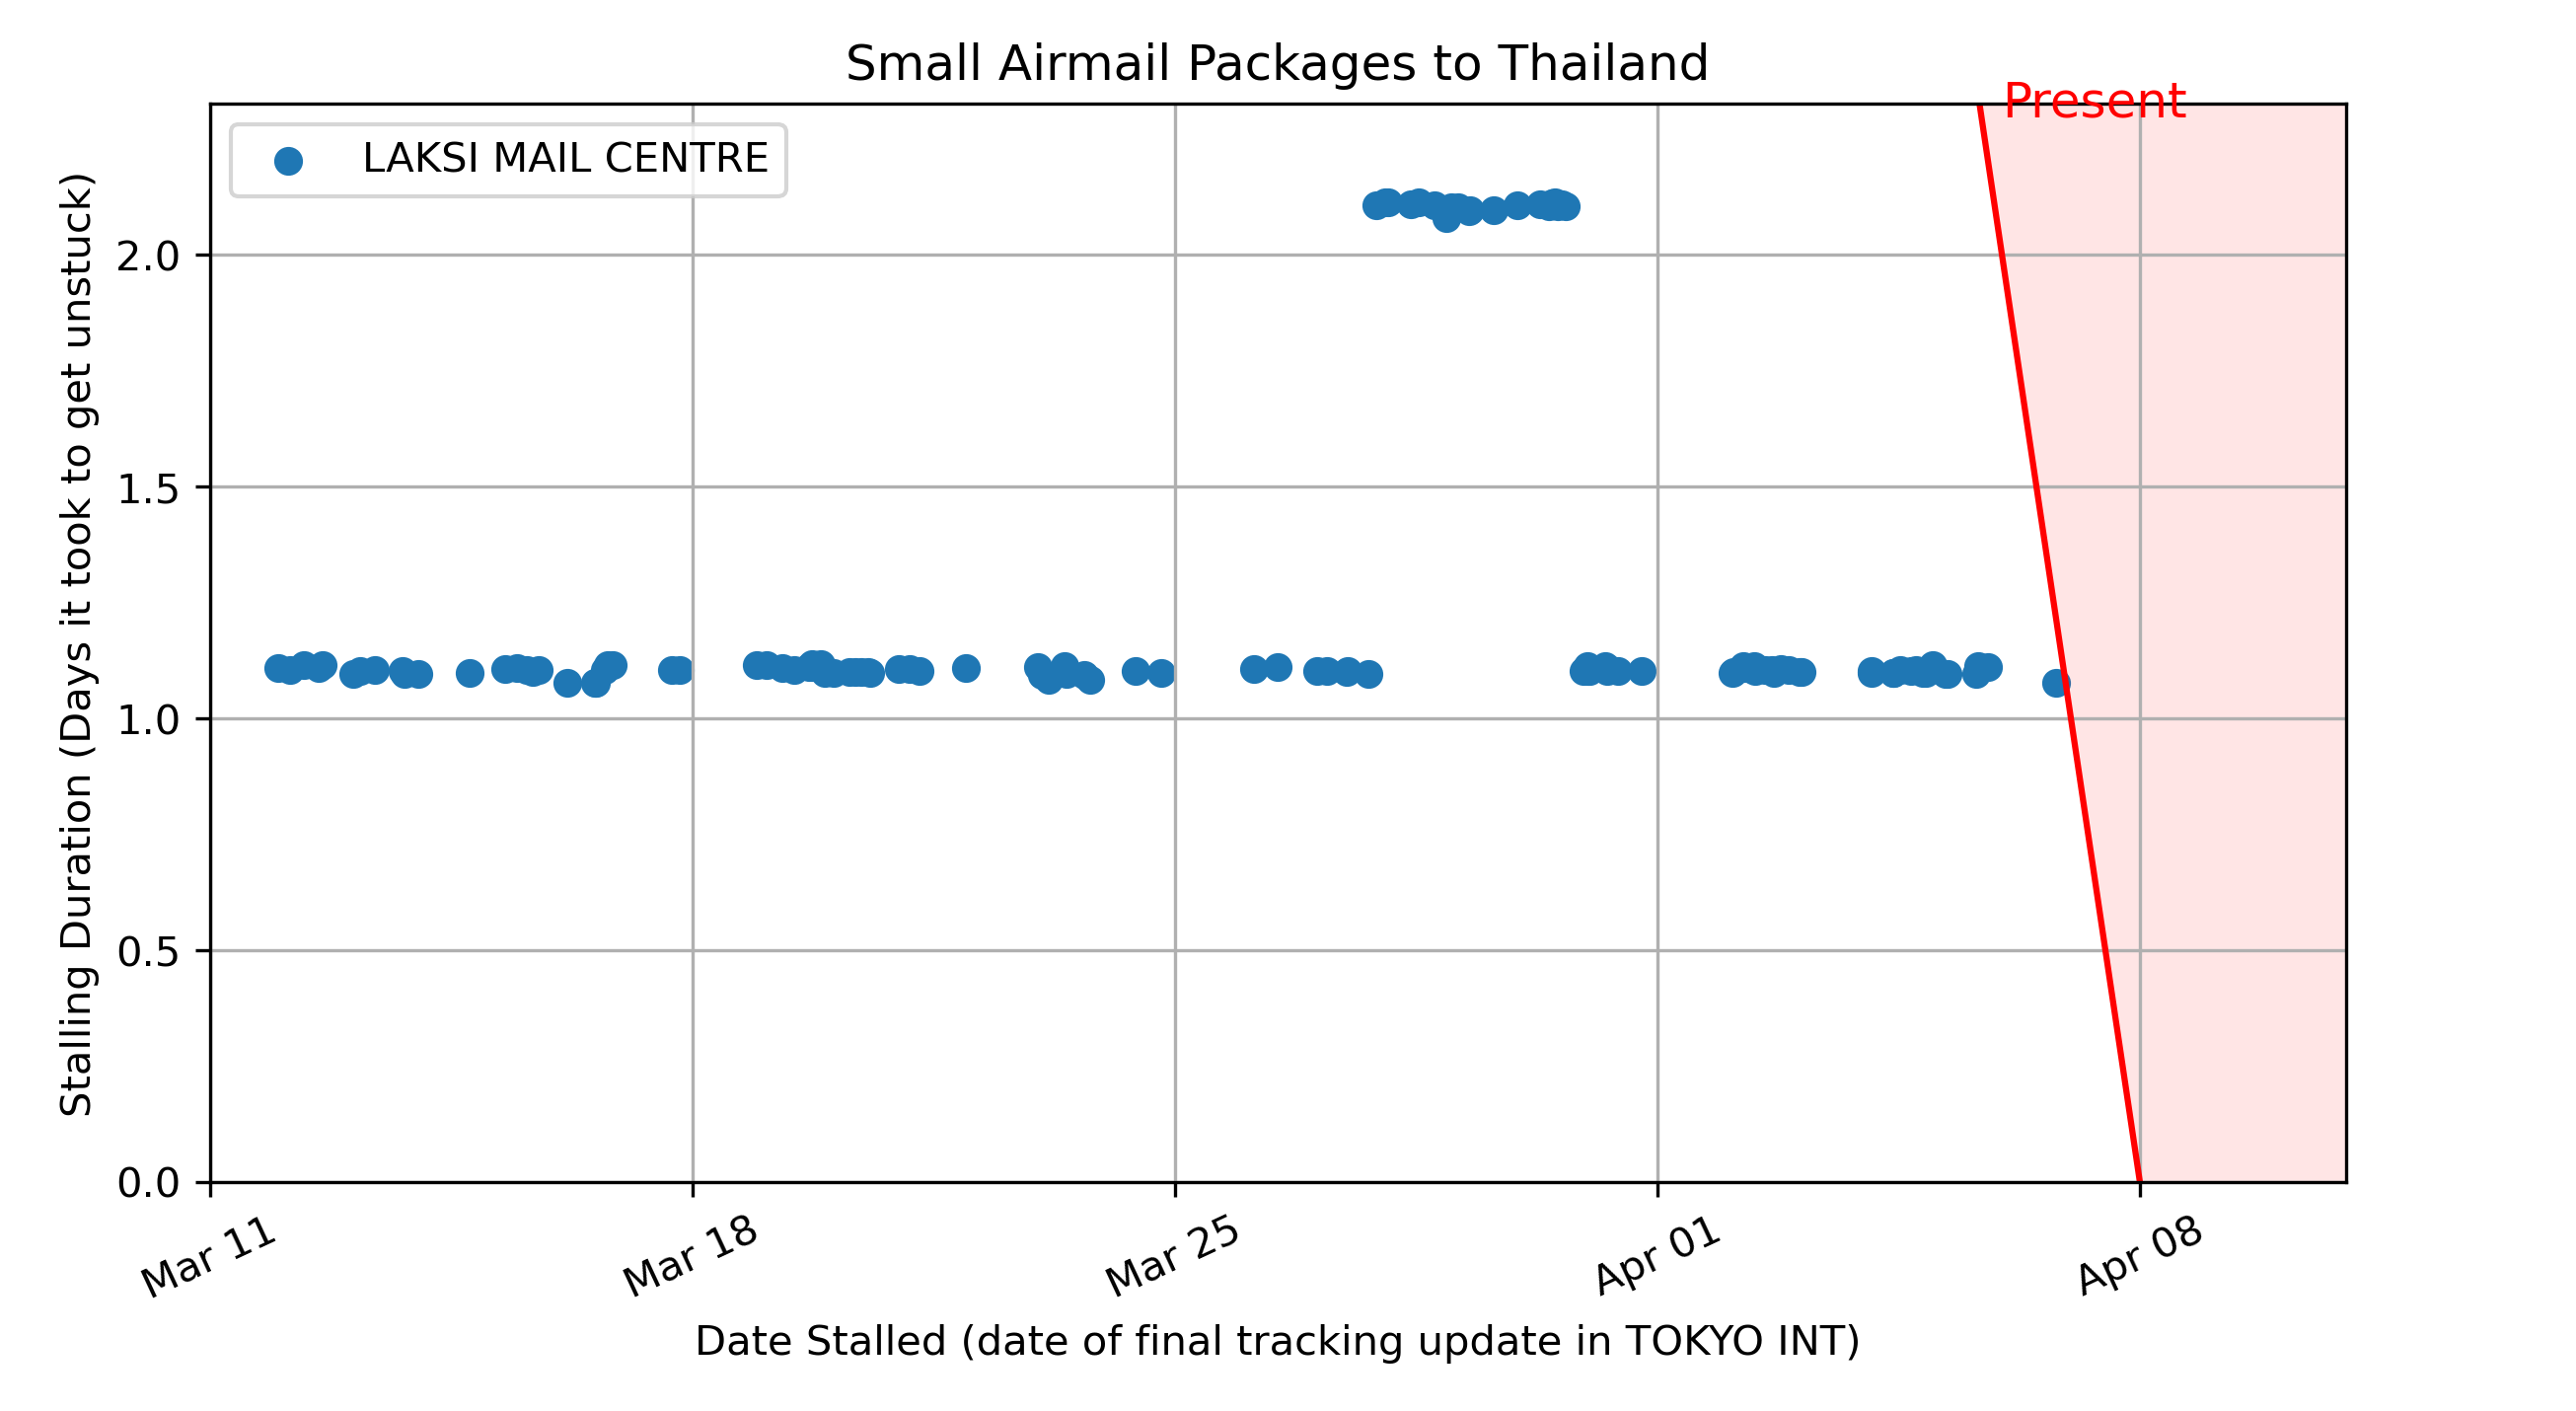 Small Airmail Packages to Thailand
Present
LAKSI MAIL CENTRE
Stalling Duration (Days it took to get unstuck)
2.0
1.5
1.0
0.5
0.0
Mar 11
Mar 18
Mar 25
Apr 01
Apr 08
Date Stalled (date of final tracking update in TOKYO INT)